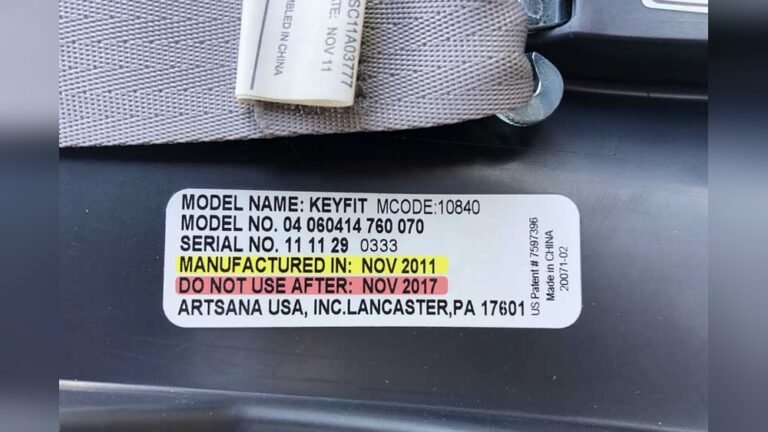 SC11A03777
DATE: NOV 11
MBLED IN CHINA
MODEL NAME: KEYFIT MCODE:10840
MODEL NO. 04 060414 760 070
SERIAL NO. 11 11 29 0333
MANUFACTURED IN: NOV 2011
DO NOT USE AFTER: NOV 2017
ARTSANA USA, INC.LANCASTER,PA 17601
US Patent # 7597396
Made in CHINA
20071-02